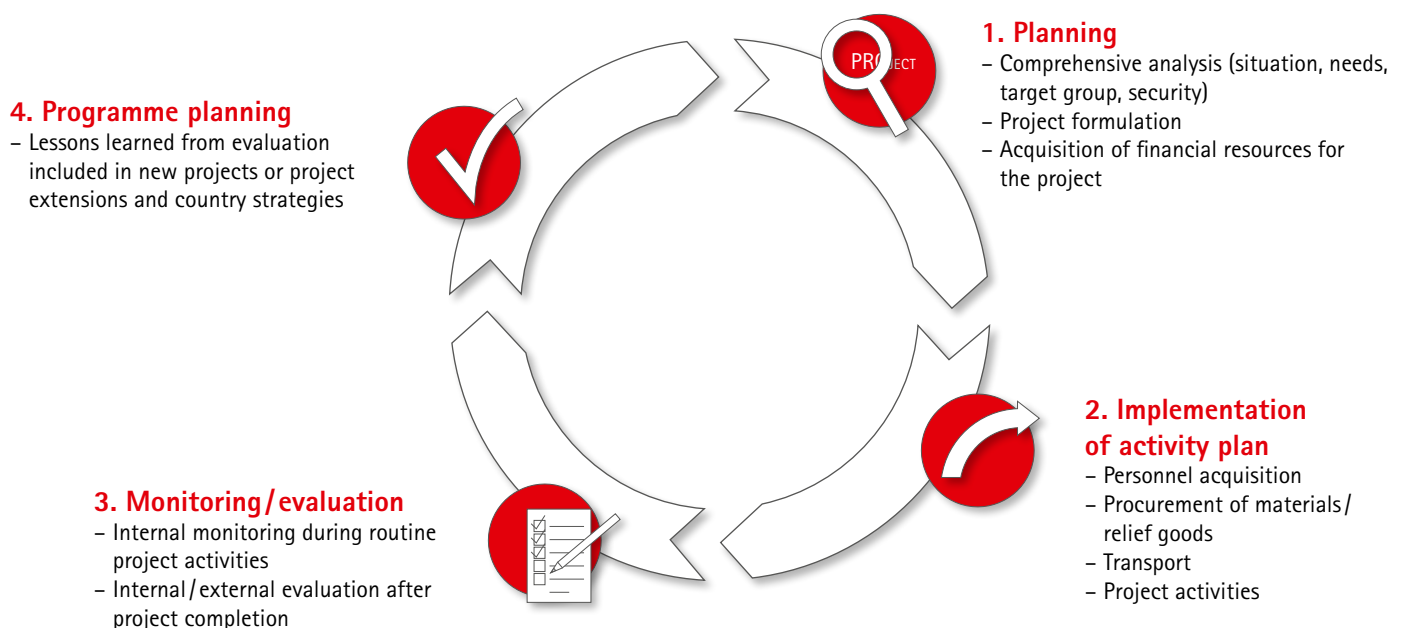 1. Planning
– Comprehensive analysis (situation, needs,
target group, security)
– Project formulation
– Acquisition of financial resources for
the project
PROJECT
2. Implementation
of activity plan
– Personnel acquisition
– Procurement of materials/
relief goods
– Transport
– Project activities
3. Monitoring/evaluation
– Internal monitoring during routine
project activities
– Internal/external evaluation after
project completion
4. Programme planning
– Lessons learned from evaluation
included in new projects or project
extensions and country strategies